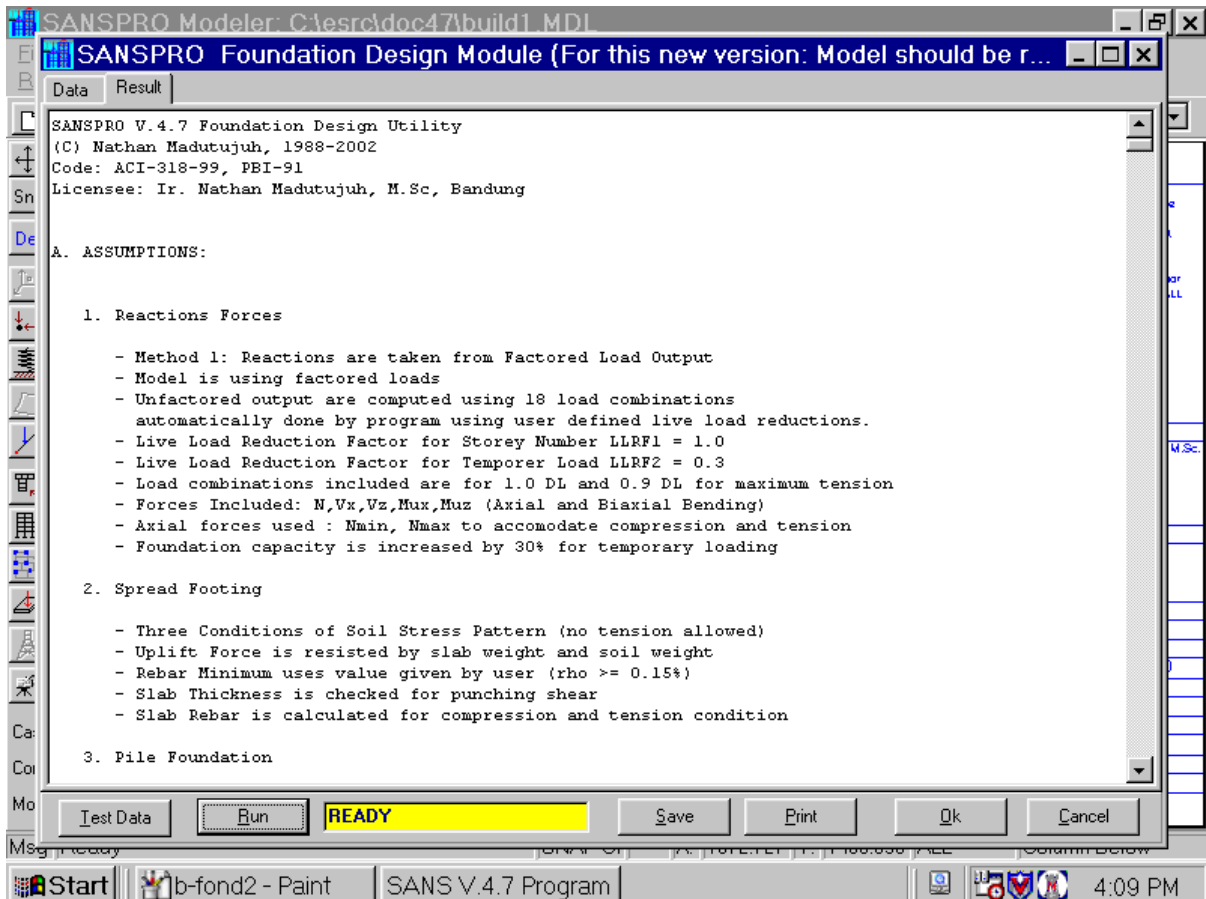 SANSPRO Modeler: C:\esrc\doc47\build1.MDL
SANSPRO Foundation Design Module (For this new version: Model should be r...
Data Result
SANSPRO V.4.7 Foundation Design Utility
(C) Nathan Madutujuh, 1988-2002
Code: ACI-318-99, PBI-91
Licensee: Ir. Nathan Madutujuh, M.Sc, Bandung
A. ASSUMPTIONS:
1. Reactions Forces
- Method 1: Reactions are taken from Factored Load Output
- Model is using factored loads
- Unfactored output are computed using 18 load combinations
automatically done by program using user defined live load reductions.
- Live Load Reduction Factor for Storey Number LLRF1 = 1.0
- Live Load Reduction Factor for Temporer Load LLRF2 = 0.3
- Load combinations included are for 1.0 DL and 0.9 DL for maximum tension
- Forces Included: N,Vx,Vz,Mux,Muz (Axial and Biaxial Bending)
- Axial forces used : Nmin, Nmax to accomodate compression and tension
- Foundation capacity is increased by 30% for temporary loading
2. Spread Footing
- Three Conditions of Soil Stress Pattern (no tension allowed)
- Uplift Force is resisted by slab weight and soil weight
- Rebar Minimum uses value given by user (rho >= 0.15%)
- Slab Thickness is checked for punching shear
- Slab Rebar is calculated for compression and tension condition
3. Pile Foundation
Sn
De
M.Sc.
Ca
Mo
Test Data Run READY Save Print Ok Cancel
Msg
Start b-fond2 - Paint SANS V.4.7 Program 4:09 PM